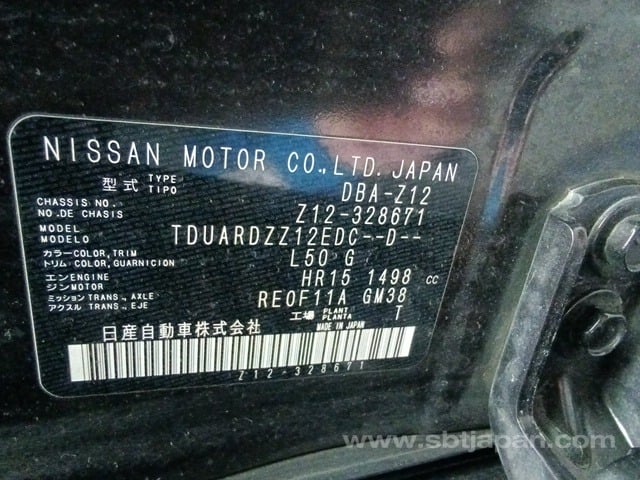 NISSAN MOTOR CO.,LTD. JAPAN
型式 TYPE TIPO DBA-Z12
CHASSIS NO. NO.DE CHASIS Z12-328671
MODEL MODELO TDUARDZZ12EDC--D--
カラー COLOR, TRIM トリム COLOR, GUARNICION L50 G
エンジン ENGINE MOTOR HR15 1498 cc
ミッション TRANS., AXLE アクスル TRANS., EJE RE0F11A GM38
工場 PLANT PLANTA T
日産自動車株式会社 MADE IN JAPAN
Z12-328671
www.sbtjapan.com